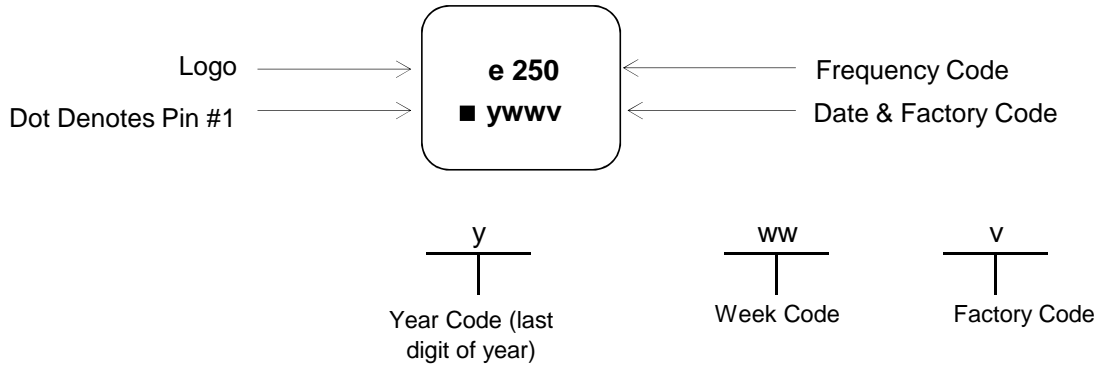 Logo
e 250
Frequency Code
Dot Denotes Pin #1
■ ywwv
Date & Factory Code
y
ww
v
Year Code (last
digit of year)
Week Code
Factory Code